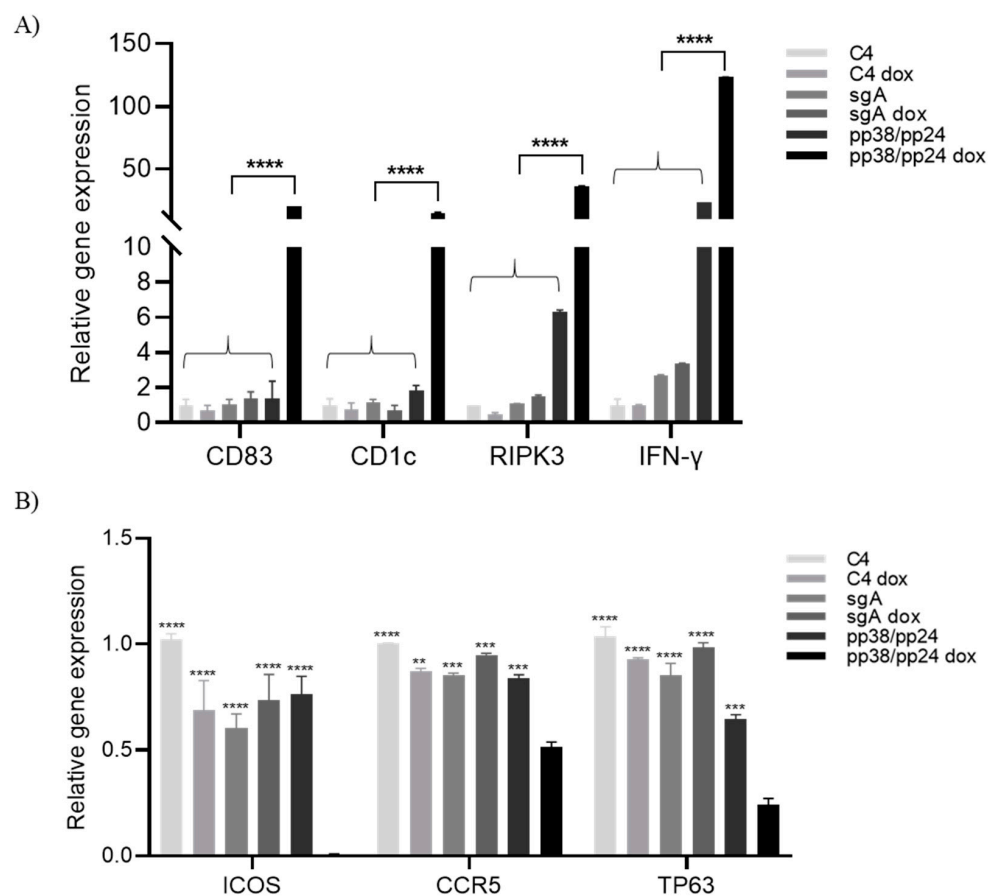 A)
Relative gene expression
150
100
50
10
8
6
4
2
0
****
****
****
****
CD83
CD1c
RIPK3
IFN-γ
C4
C4 dox
sgA
sgA dox
pp38/pp24
pp38/pp24 dox
B)
Relative gene expression
1.5
1.0
0.5
0.0
****
****
****
****
****
****
**
***
***
***
****
****
****
****
***
ICOS
CCR5
TP63
C4
C4 dox
sgA
sgA dox
pp38/pp24
pp38/pp24 dox